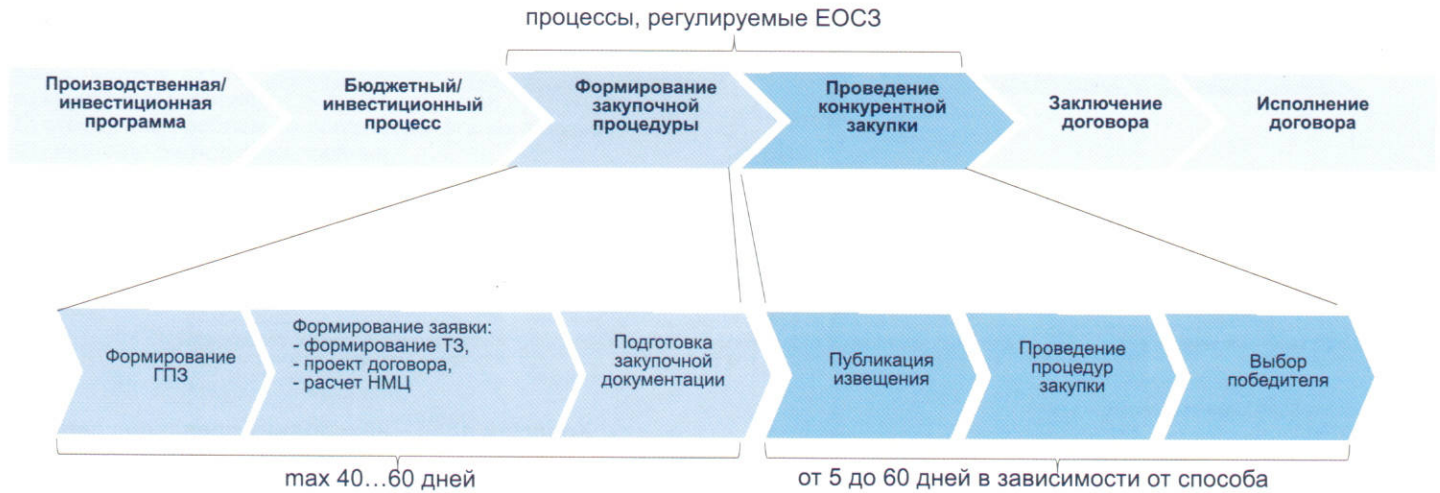 процессы, регулируемые ЕОСЗ
Производственная/
инвестиционная
программа
Бюджетный/
инвестиционный
процесс
Формирование
закупочной
процедуры
Проведение
конкурентной
закупки
Заключение
договора
Исполнение
договора
Формирование
ГПЗ
Формирование заявки:
- формирование ТЗ,
- проект договора,
- расчет НМЦ
Подготовка
закупочной
документации
Публикация
извещения
Проведение
процедур
закупки
Выбор
победителя
max 40...60 дней
от 5 до 60 дней в зависимости от способа